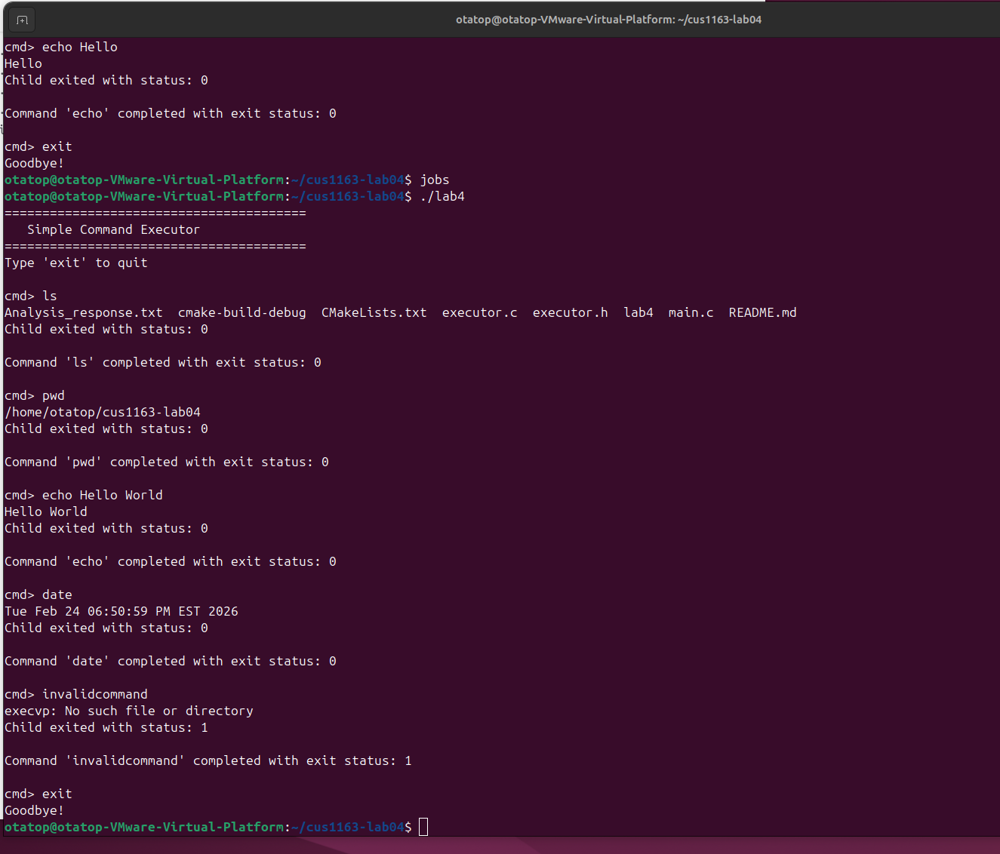 otatop@otatop-VMware-Virtual-Platform: ~/cus1163-lab04
cmd> echo Hello
Hello
Child exited with status: 0
Command 'echo' completed with exit status: 0
cmd> exit
Goodbye!
otatop@otatop-VMware-Virtual-Platform:~/cus1163-lab04$ jobs
otatop@otatop-VMware-Virtual-Platform:~/cus1163-lab04$ ./lab4
========================================
   Simple Command Executor
========================================
Type 'exit' to quit
cmd> ls
Analysis_response.txt  cmake-build-debug  CMakeLists.txt  executor.c  executor.h  lab4  main.c  README.md
Child exited with status: 0
Command 'ls' completed with exit status: 0
cmd> pwd
/home/otatop/cus1163-lab04
Child exited with status: 0
Command 'pwd' completed with exit status: 0
cmd> echo Hello World
Hello World
Child exited with status: 0
Command 'echo' completed with exit status: 0
cmd> date
Tue Feb 24 06:50:59 PM EST 2026
Child exited with status: 0
Command 'date' completed with exit status: 0
cmd> invalidcommand
execvp: No such file or directory
Child exited with status: 1
Command 'invalidcommand' completed with exit status: 1
cmd> exit
Goodbye!
otatop@otatop-VMware-Virtual-Platform:~/cus1163-lab04$